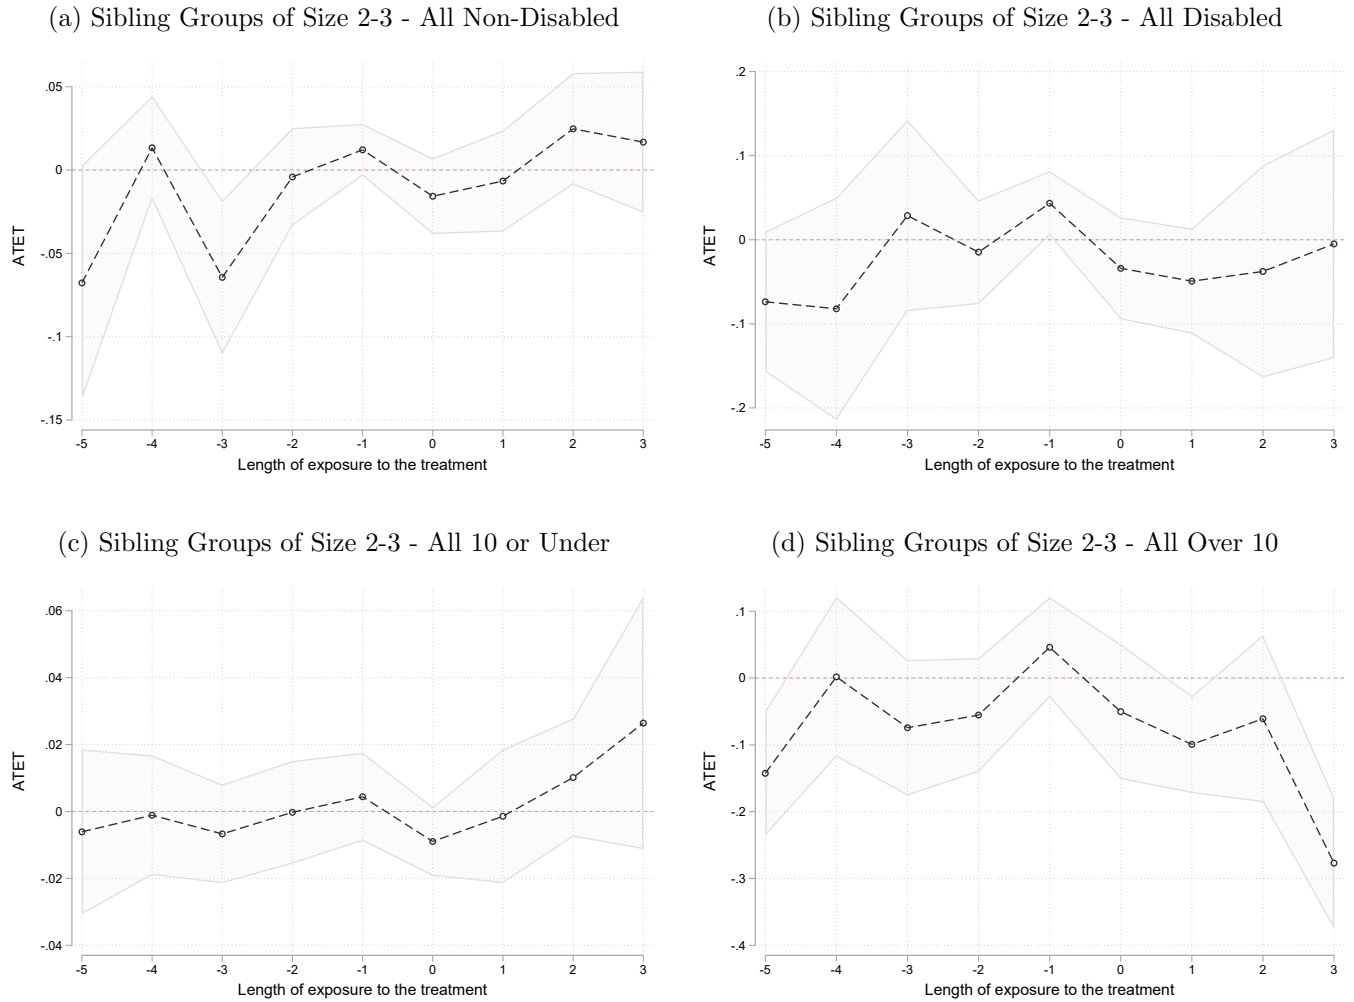 (a) Sibling Groups of Size 2-3 - All Non-Disabled
.05
0
-.05
-.1
-.15
ATET
-5 -4 -3 -2 -1 0 1 2 3
Length of exposure to the treatment
(b) Sibling Groups of Size 2-3 - All Disabled
.2
.1
0
-.1
-.2
ATET
-5 -4 -3 -2 -1 0 1 2 3
Length of exposure to the treatment
(c) Sibling Groups of Size 2-3 - All 10 or Under
.06
.04
.02
0
-.02
-.04
ATET
-5 -4 -3 -2 -1 0 1 2 3
Length of exposure to the treatment
(d) Sibling Groups of Size 2-3 - All Over 10
.1
0
-.1
-.2
-.3
-.4
ATET
-5 -4 -3 -2 -1 0 1 2 3
Length of exposure to the treatment